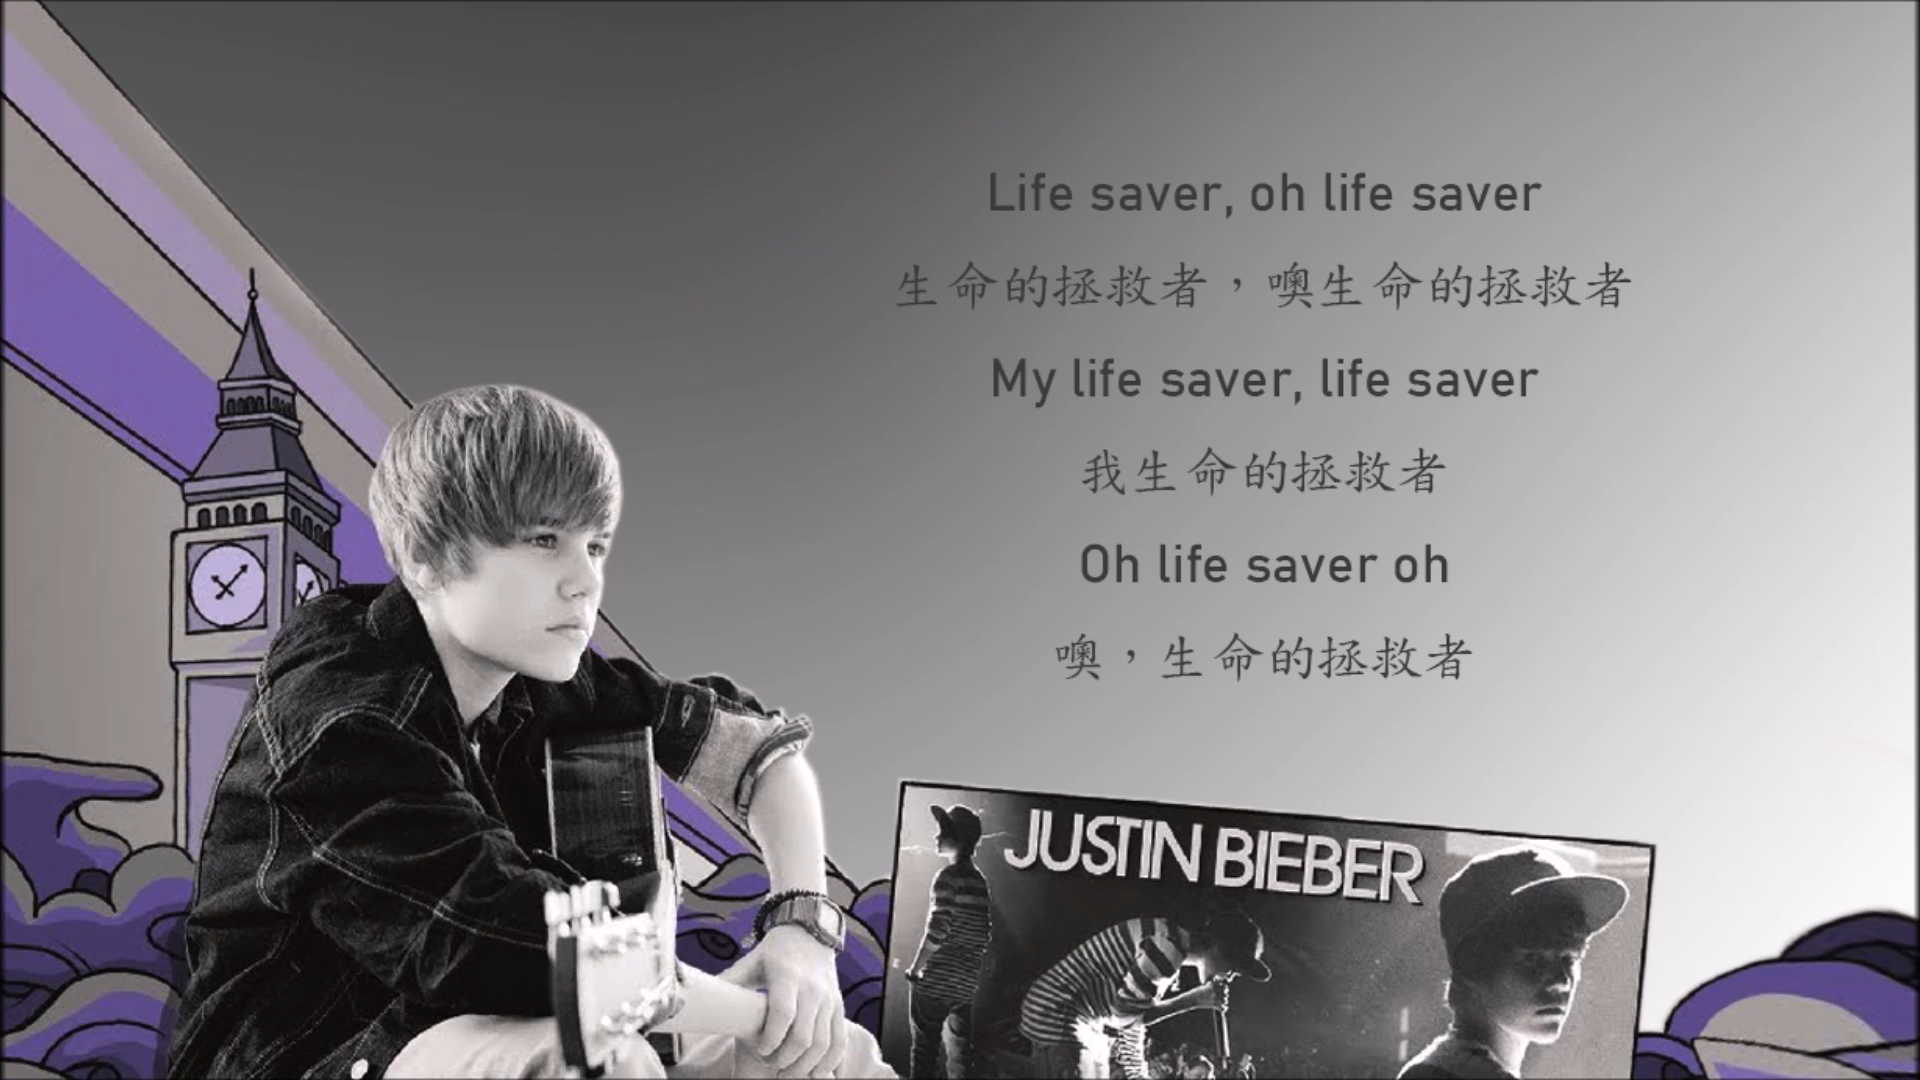 Life saver, oh life saver
生命的拯救者，噢生命的拯救者
My life saver, life saver
我生命的拯救者
Oh life saver oh
噢，生命的拯救者
JUSTIN BIEBER